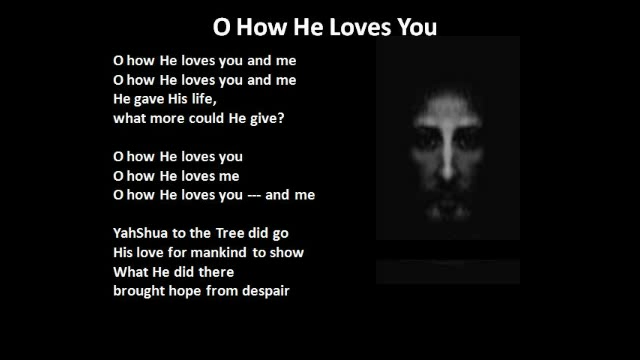 O How He Loves You
O how He loves you and me
O how He loves you and me
He gave His life,
what more could He give?
O how He loves you
O how He loves me
O how He loves you --- and me
YahShua to the Tree did go
His love for mankind to show
What He did there
brought hope from despair